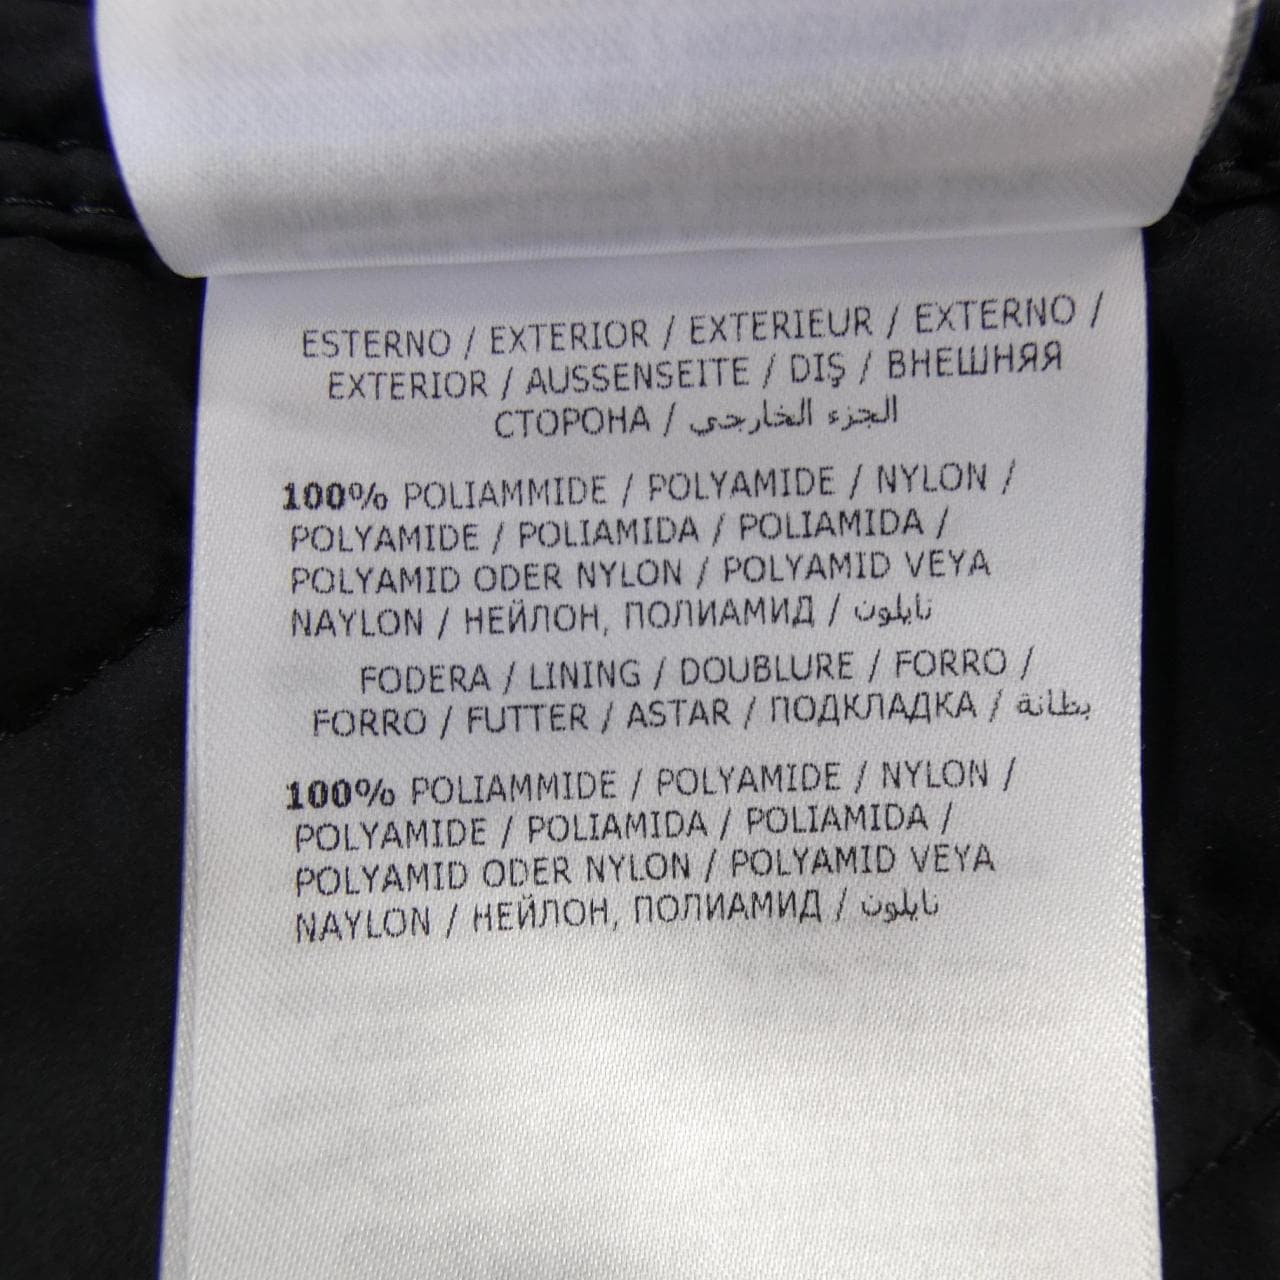 ESTERNO / EXTERIOR / EXTERIEUR / EXTERNO /
EXTERIOR / AUSSENSEITE / DIŞ / ВНЕШНЯЯ
СТОРОНА / الجزء الخارجي
100% POLIAMMIDE / POLYAMIDE / NYLON /
POLYAMIDE / POLIAMIDA / POLIAMIDA /
POLYAMID ODER NYLON / POLYAMID VEYA
NAYLON / НЕЙЛОН, ПОЛИАМИД / نايلون
FODERA / LINING / DOUBLURE / FORRO /
FORRO / FUTTER / ASTAR / ПОДКЛАДКА / بطانة
100% POLIAMMIDE / POLYAMIDE / NYLON /
POLYAMIDE / POLIAMIDA / POLIAMIDA /
POLYAMID ODER NYLON / POLYAMID VEYA
NAYLON / НЕЙЛОН, ПОЛИАМИД / نايلون